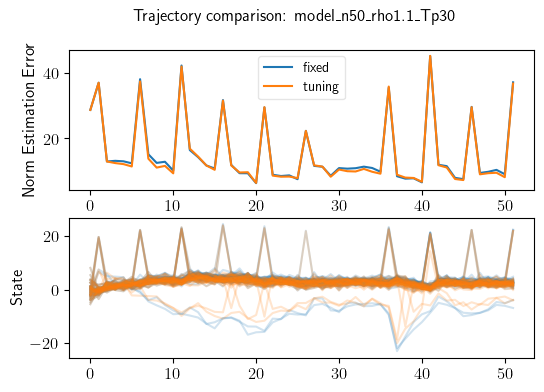 Trajectory comparison: model_n50_rho1.1_Tp30
Norm Estimation Error
40
20
fixed
tuning
0 10 20 30 40 50
State
20
0
−20
0 10 20 30 40 50